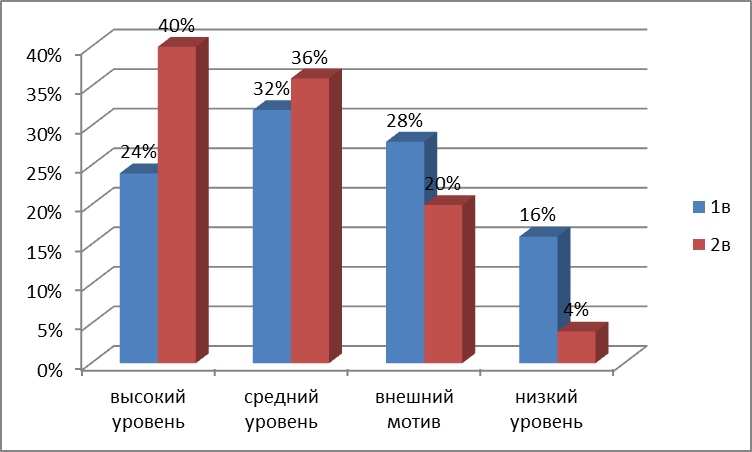 40%
35%
30%
25%
20%
15%
10%
5%
0%
24%
40%
32%
36%
28%
20%
16%
4%
высокий
уровень
средний
уровень
внешний
мотив
низкий
уровень
1в
2в